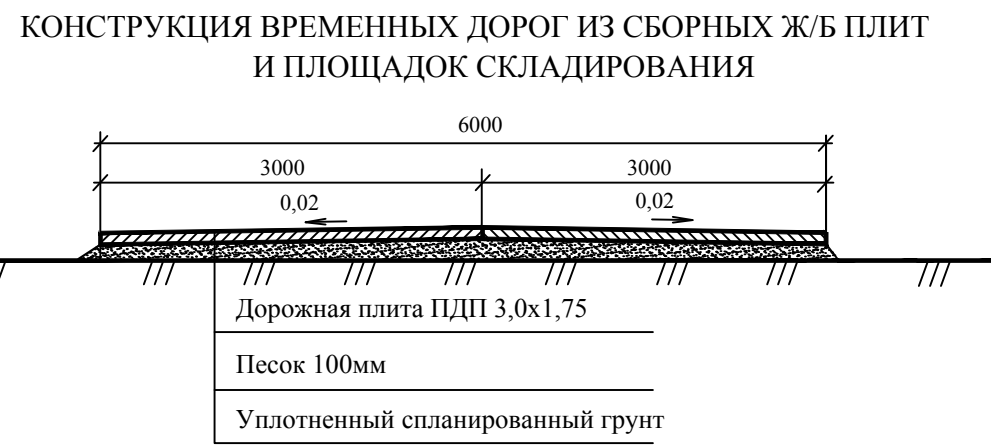 КОНСТРУКЦИЯ ВРЕМЕННЫХ ДОРОГ ИЗ СБОРНЫХ Ж/Б ПЛИТ
И ПЛОЩАДОК СКЛАДИРОВАНИЯ
6000
3000 3000
0,02 0,02
Дорожная плита ПДП 3,0х1,75
Песок 100мм
Уплотненный спланированный грунт